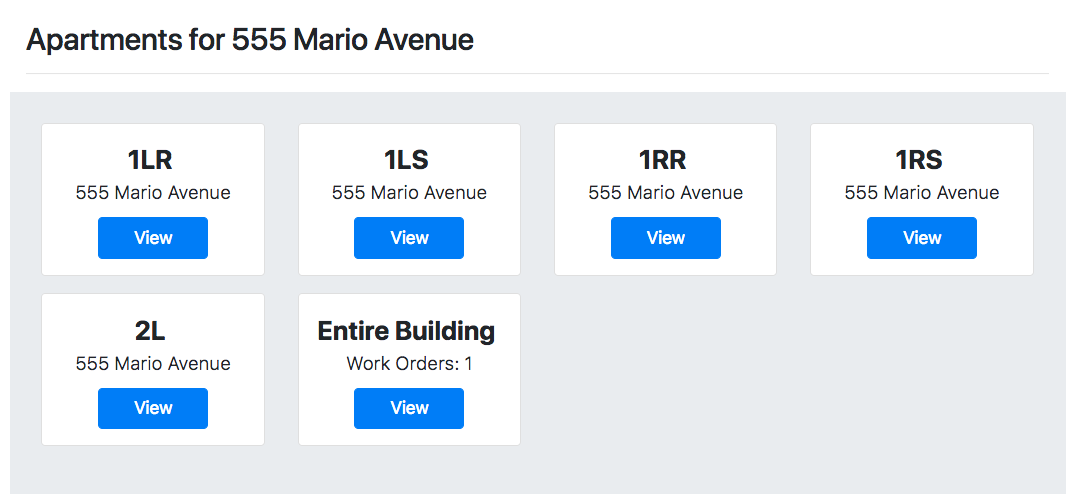 Apartments for 555 Mario Avenue
1LR
555 Mario Avenue
View
1LS
555 Mario Avenue
View
1RR
555 Mario Avenue
View
1RS
555 Mario Avenue
View
2L
555 Mario Avenue
View
Entire Building
Work Orders: 1
View